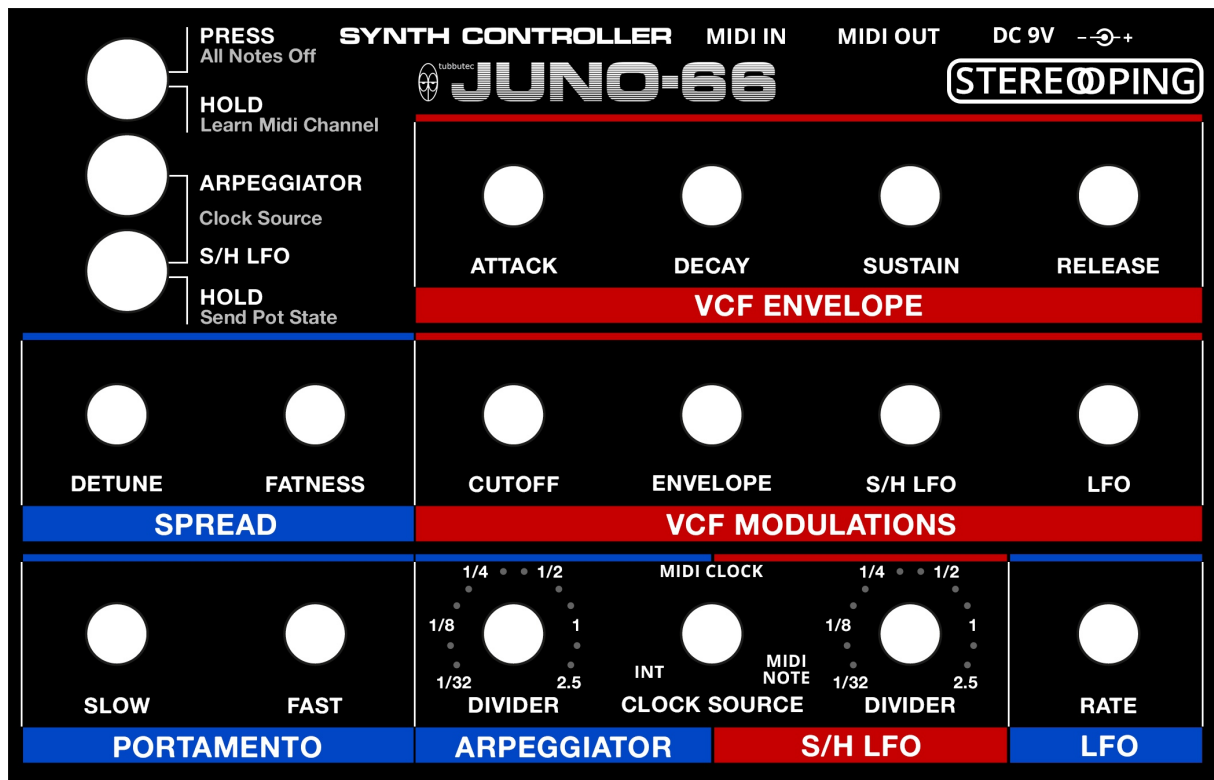 PRESS
All Notes Off
HOLD
Learn Midi Channel
ARPEGGIATOR
Clock Source
S/H LFO
HOLD
Send Pot State
SYNTH CONTROLLER
MIDI IN
MIDI OUT
DC 9V - +
tubbutec
JUNO-66
STEREOOPING
ATTACK
DECAY
SUSTAIN
RELEASE
VCF ENVELOPE
DETUNE
FATNESS
SPREAD
CUTOFF
ENVELOPE
S/H LFO
LFO
VCF MODULATIONS
SLOW
FAST
PORTAMENTO
1/4
1/2
1/8
1
1/32
2.5
DIVIDER
ARPEGGIATOR
MIDI CLOCK
INT
MIDI
NOTE
CLOCK SOURCE
1/4
1/2
1/8
1
1/32
2.5
DIVIDER
S/H LFO
RATE
LFO